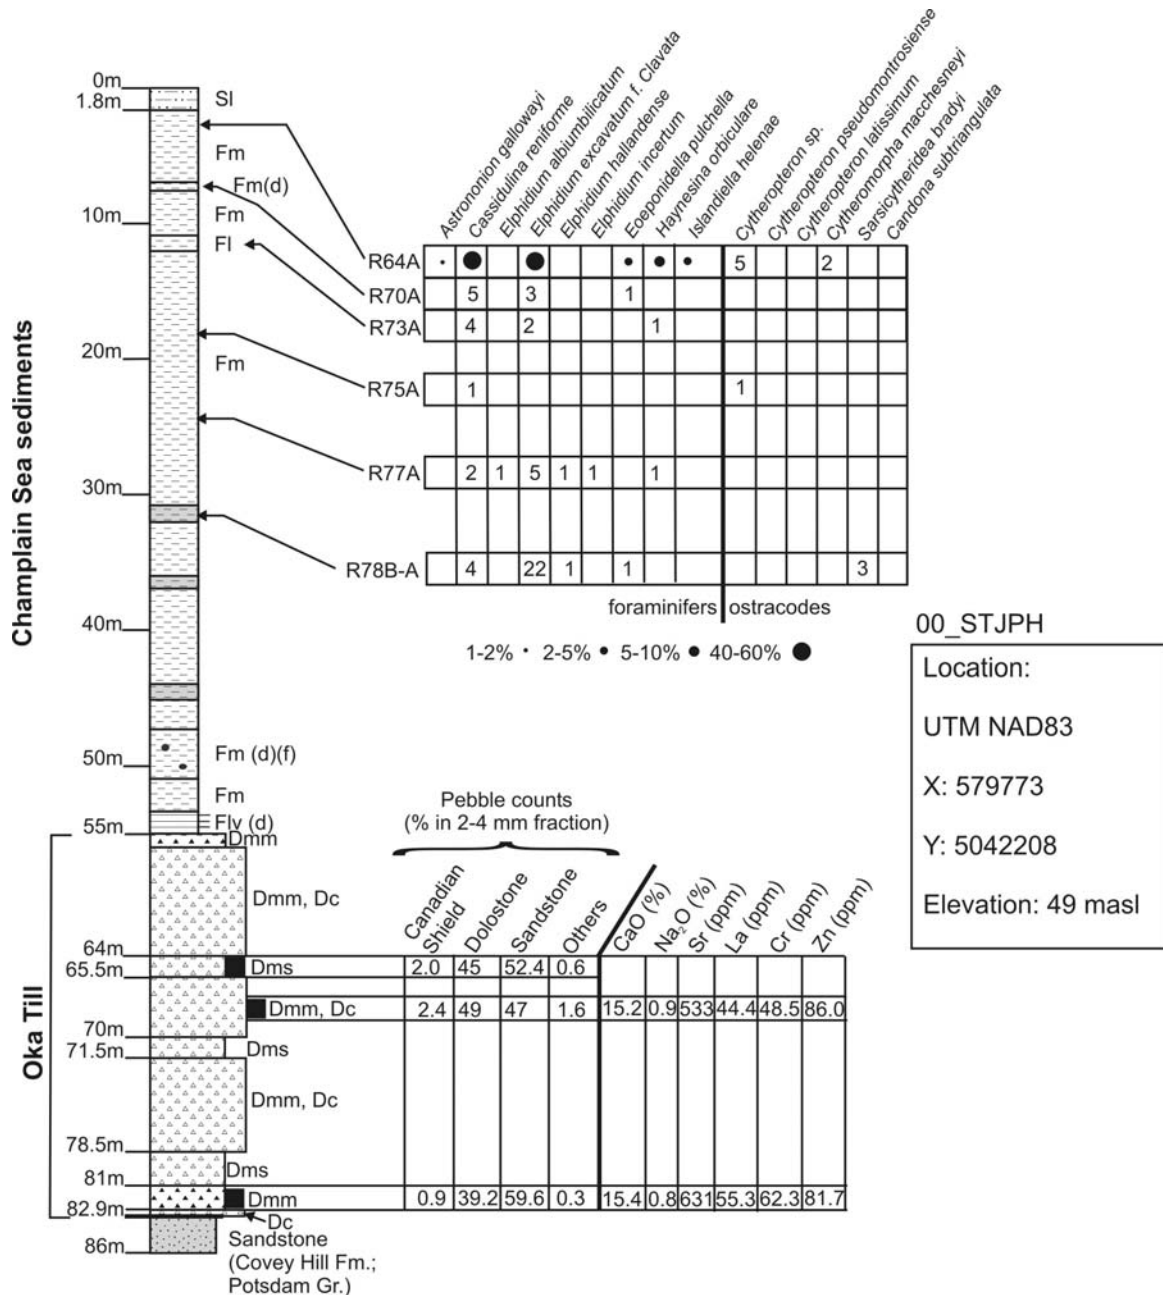 Astrononion gallowayi
Cassidulina reniforme
Elphidium albiumbilicatum
Elphidium excavatum f. Clavata
Elphidium hallandense
Elphidium incertum
Eoeponidella pulchella
Haynesina orbiculare
Islandiella helenae
Cytheropteron sp.
Cytheropteron pseudomontrosiense
Cytheropteron latissimum
Cytheromorpha macchesneyi
Sarsicytheridea bradyi
Candona subtriangulata
Champlain Sea sediments
0m
1.8m
Sl
Fm
Fm(d)
Fm
10m
Fl
R64A 5 2
R70A 5 3 1
R73A 4 2 1
20m
Fm
R75A 1 1
R77A 2 1 5 1 1 1
30m
R78B-A 4 22 1 1 3
foraminifers ostracodes
40m
1-2% 2-5% 5-10% 40-60%
00_STJPH
Location:
UTM NAD83
X: 579773
Y: 5042208
Elevation: 49 masl
50m
Fm (d)(f)
Fm
55m
Flv (d)
Dmm
Pebble counts
(% in 2-4 mm fraction)
Canadian
Shield
Dolostone
Sandstone
Others
CaO (%)
Na2O (%)
Sr (ppm)
La (ppm)
Cr (ppm)
Zn (ppm)
Oka Till
Dmm, Dc
64m
65.5m
Dms 2.0 45 52.4 0.6
Dmm, Dc 2.4 49 47 1.6 15.2 0.9 533 44.4 48.5 86.0
70m
71.5m
Dms
Dmm, Dc
78.5m
Dms
81m
Dmm 0.9 39.2 59.6 0.3 15.4 0.8 631 55.3 62.3 81.7
82.9m
Dc
86m
Sandstone
(Covey Hill Fm.;
Potsdam Gr.)